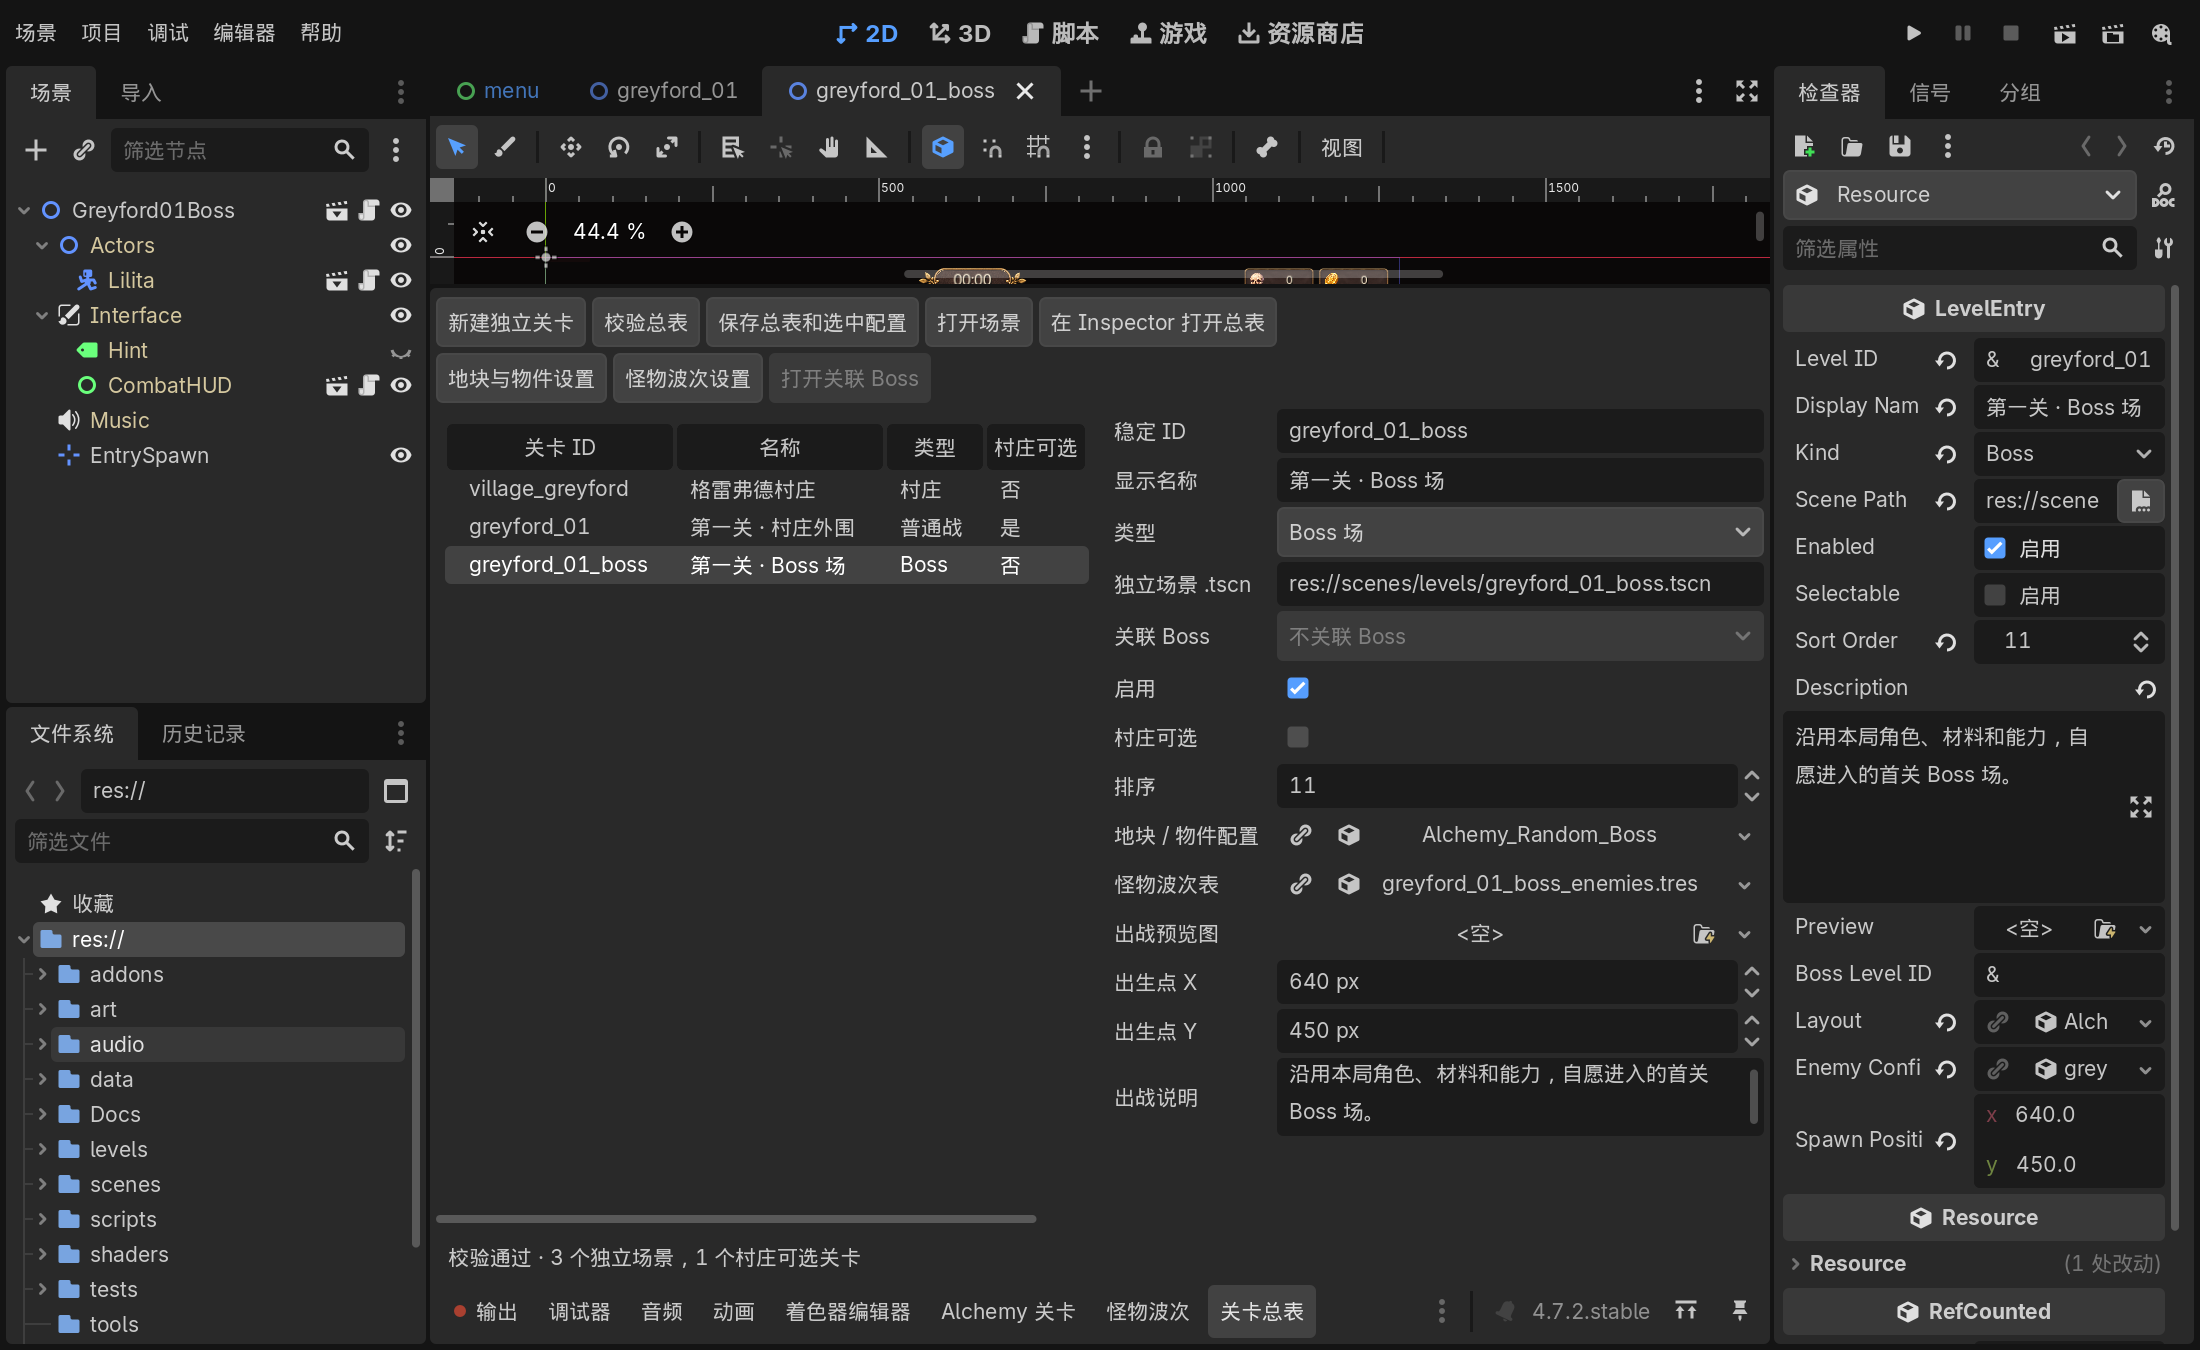 场景 项目 调试 编辑器 帮助
2D 3D 脚本 游戏 资源商店
场景 导入
筛选节点
Greyford01Boss
Actors
Lilita
Interface
Hint
CombatHUD
Music
EntrySpawn
文件系统 历史记录
res://
筛选文件
收藏
res://
addons
art
audio
data
Docs
levels
scenes
scripts
shaders
tests
tools
menu greyford_01 greyford_01_boss
视图
0 500 1000 1500
0
44.4 %
00:00 0 0
新建独立关卡 校验总表 保存总表和选中配置 打开场景 在 Inspector 打开总表
地块与物件设置 怪物波次设置 打开关联 Boss
关卡 ID 名称 类型 村庄可选
village_greyford 格雷弗德村庄 村庄 否
greyford_01 第一关 · 村庄外围 普通战 是
greyford_01_boss 第一关 · Boss 场 Boss 否
稳定 ID greyford_01_boss
显示名称 第一关 · Boss 场
类型 Boss 场
独立场景 .tscn res://scenes/levels/greyford_01_boss.tscn
关联 Boss 不关联 Boss
启用
村庄可选
排序 11
地块 / 物件配置 Alchemy_Random_Boss
怪物波次表 greyford_01_boss_enemies.tres
出战预览图 <空>
出生点 X 640 px
出生点 Y 450 px
出战说明 沿用本局角色、材料和能力，自愿进入的首关
Boss 场。
校验通过 · 3 个独立场景，1 个村庄可选关卡
输出 调试器 音频 动画 着色器编辑器 Alchemy 关卡 怪物波次 关卡总表 4.7.2.stable
检查器 信号 分组
Resource
DOC
筛选属性
LevelEntry
Level ID & greyford_01
Display Nam 第一关 · Boss 场
Kind Boss
Scene Path res://scene
Enabled 启用
Selectable 启用
Sort Order 11
Description
沿用本局角色、材料和能力，自
愿进入的首关 Boss 场。
Preview <空>
Boss Level ID &
Layout Alch
Enemy Confi grey
Spawn Positi x 640.0
y 450.0
Resource
Resource (1 处改动)
RefCounted